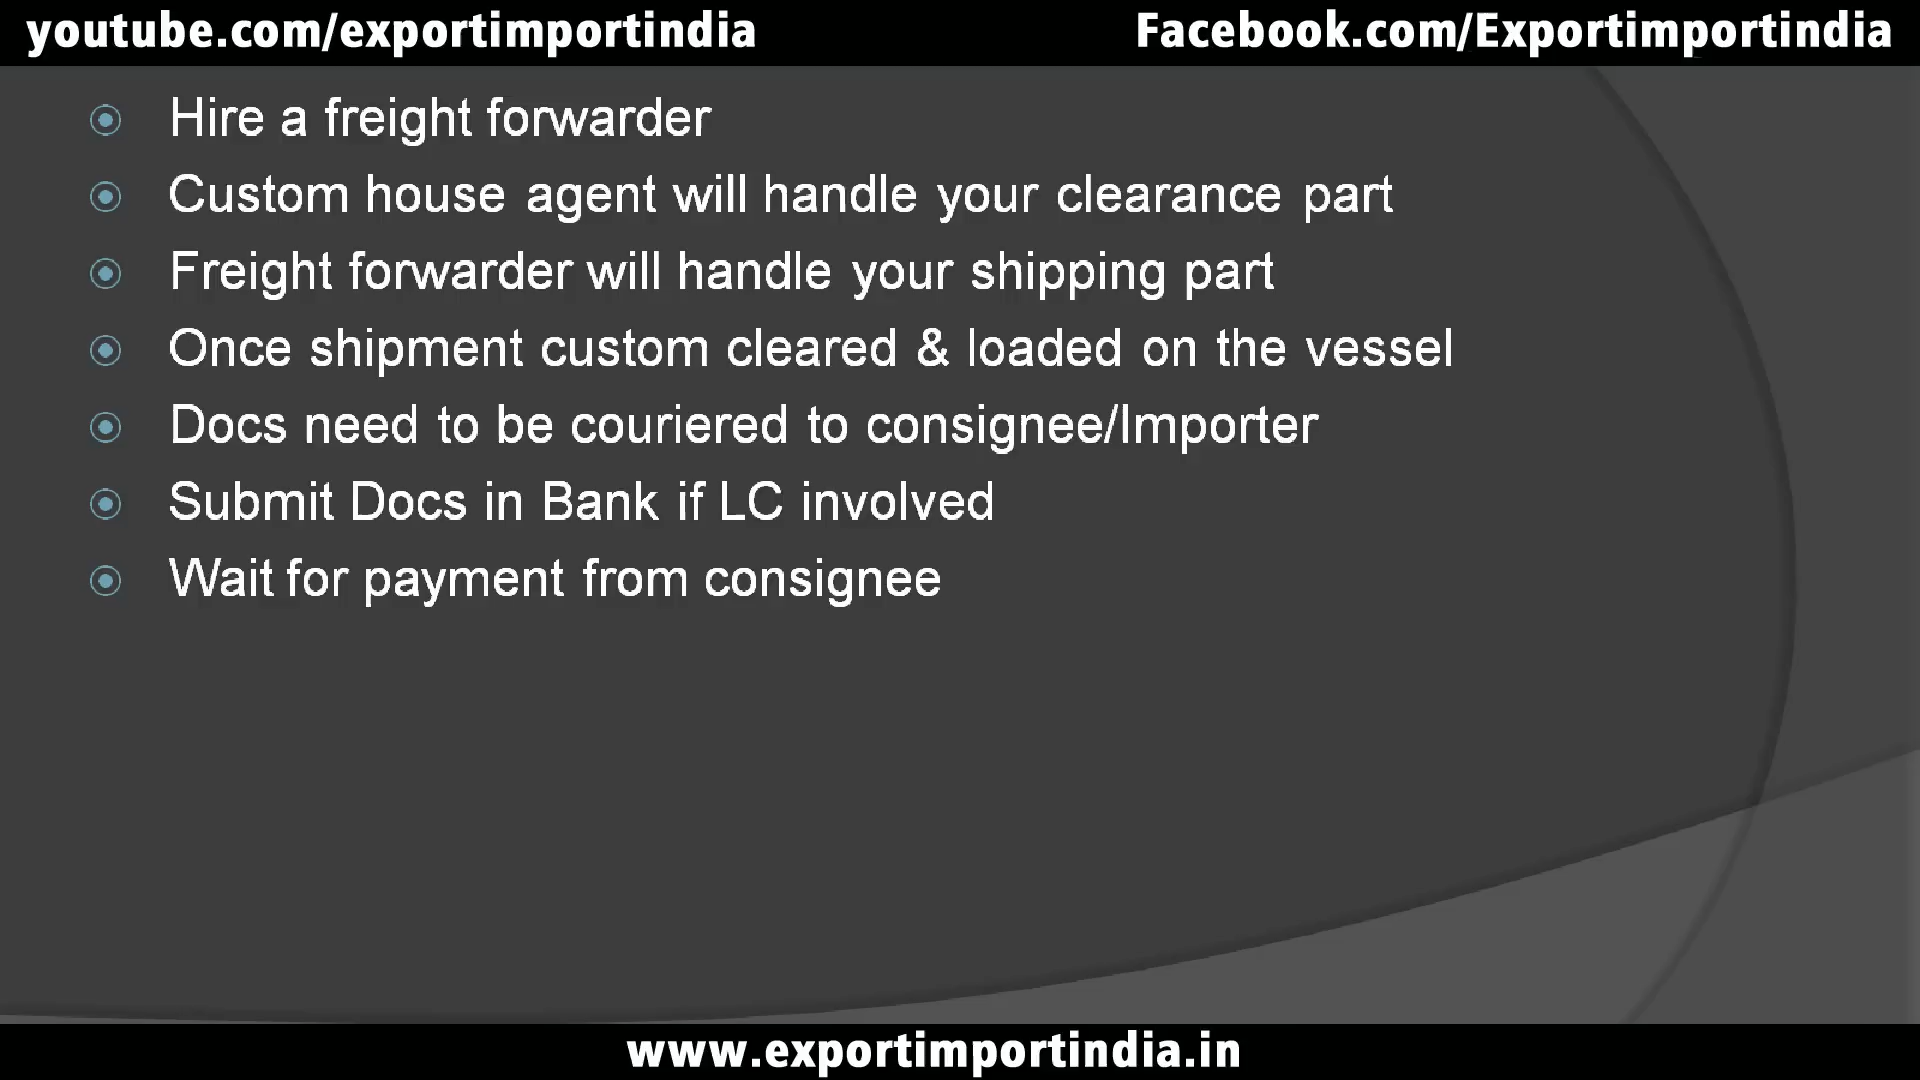 youtube.com/exportimportindia
Facebook.com/Exportimportindia
Hire a freight forwarder
Custom house agent will handle your clearance part
Freight forwarder will handle your shipping part
Once shipment custom cleared & loaded on the vessel
Docs need to be couriered to consignee/Importer
Submit Docs in Bank if LC involved
Wait for payment from consignee
www.exportimportindia.in